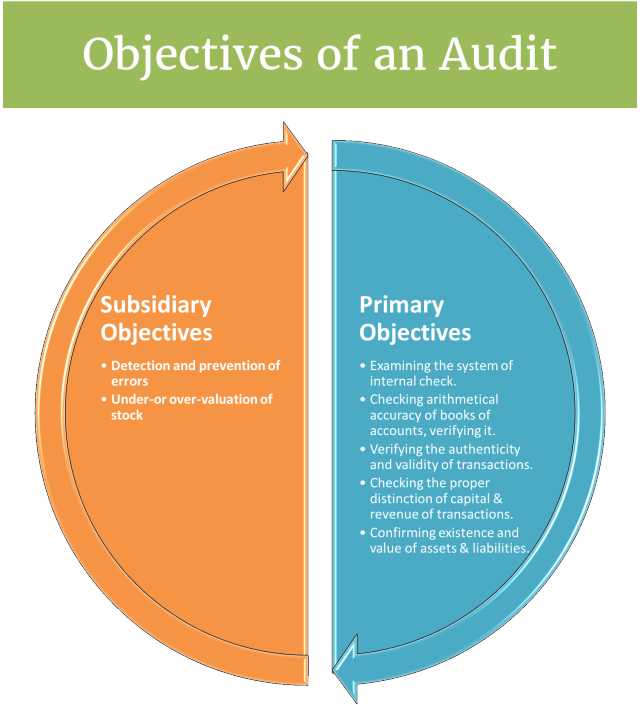 Objectives of an Audit
Subsidiary
Objectives
• Detection and prevention of
errors
• Under-or over-valuation of
stock
Primary
Objectives
• Examining the system of
internal check.
• Checking arithmetical
accuracy of books of
accounts, verifying it.
• Verifying the authenticity
and validity of transactions.
• Checking the proper
distinction of capital &
revenue of transactions.
• Confirming existence and
value of assets & liabilities.